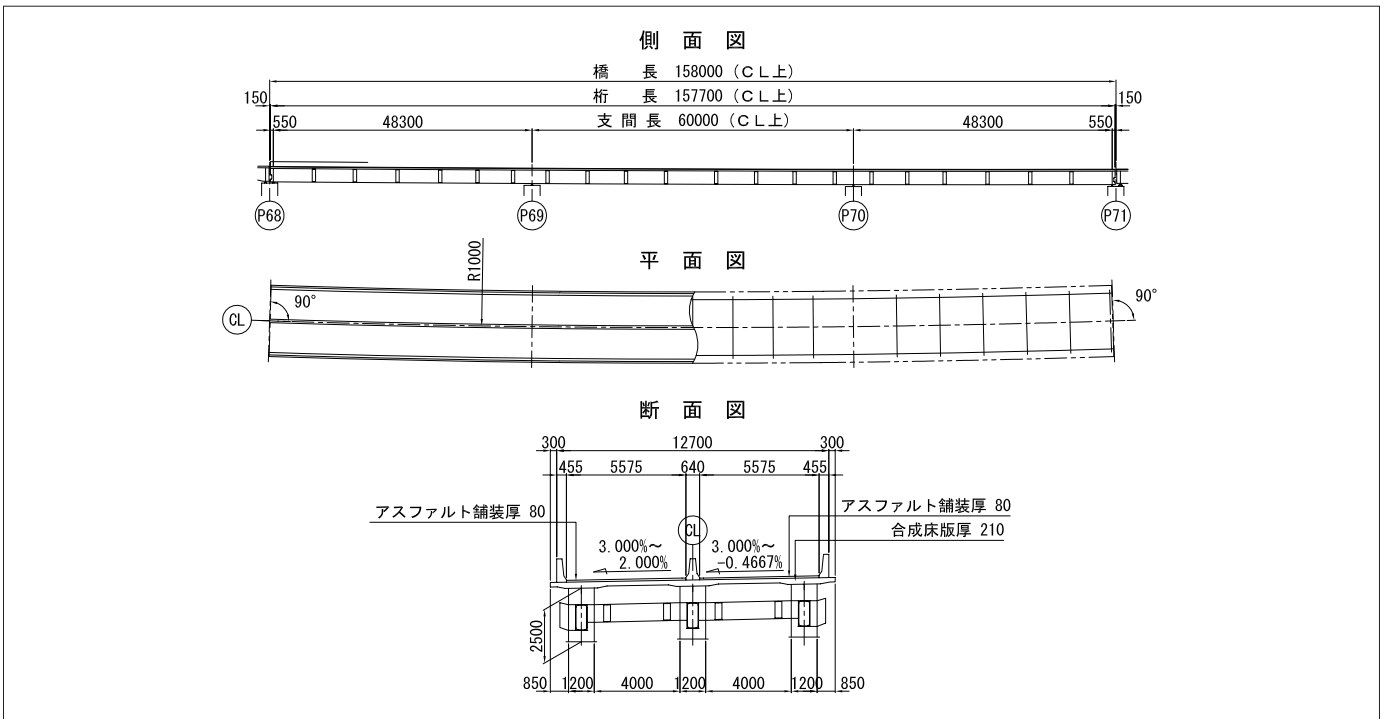 側 面 図
橋 長 158000 (CL上)
150 桁 長 157700 (CL上) 150
550 48300 支 間 長 60000 (CL上) 48300 550
P68 P69 P70 P71
平 面 図
R1000
90°
90°
CL
断 面 図
300 12700 300
455 5575 640 5575 455
アスファルト舗装厚 80
アスファルト舗装厚 80
合成床版厚 210
CL
3.000%～
2.000%
3.000%～
-0.4667%
2500
850 1200 4000 1200 4000 1200 850